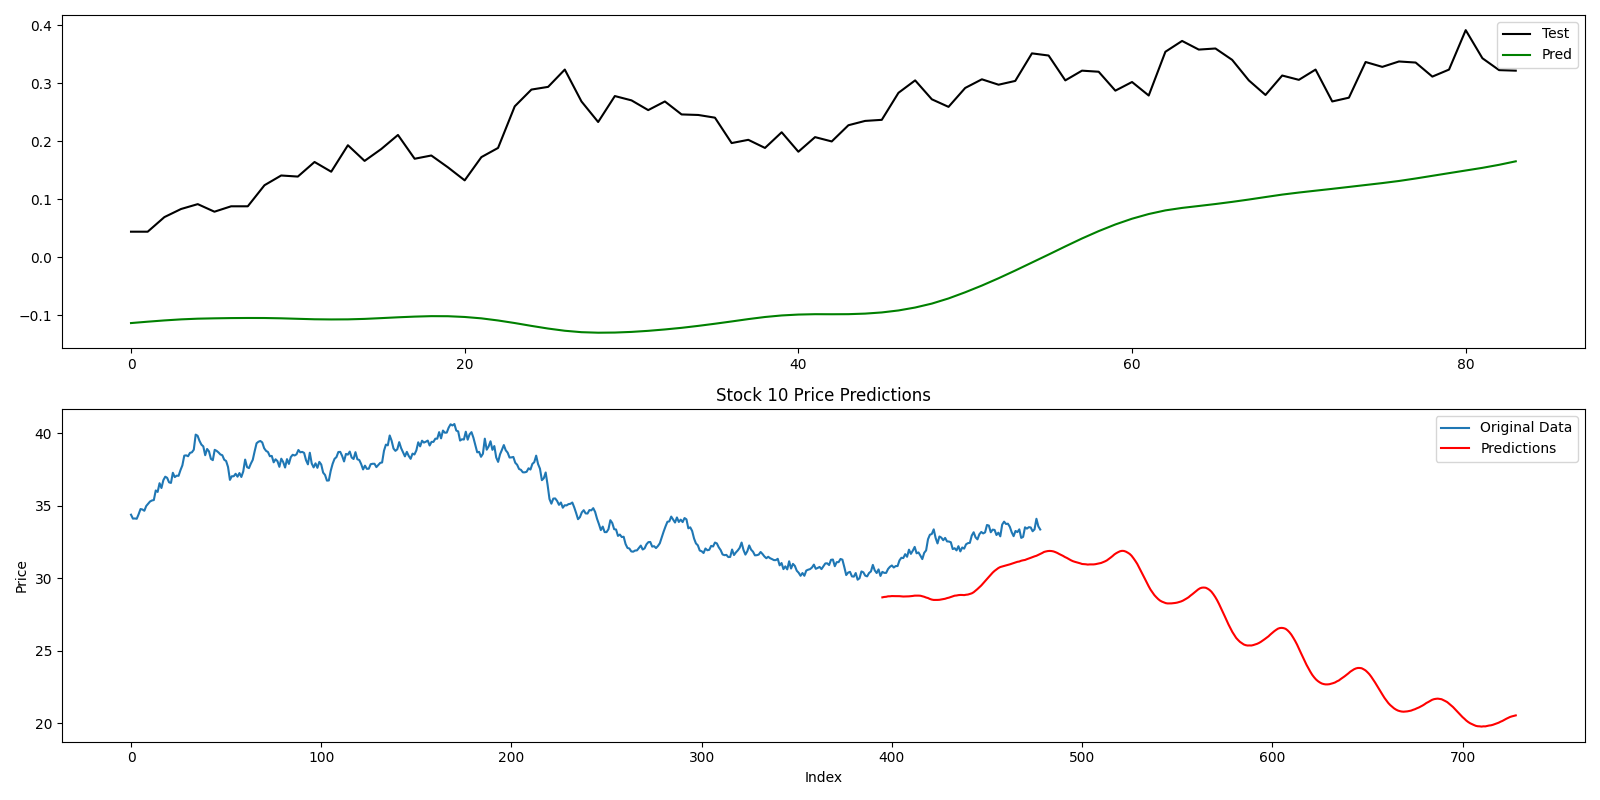 0.4
0.3
0.2
0.1
0.0
−0.1
0 20 40 60 80
Test
Pred
Stock 10 Price Predictions
40
35
30
25
20
Price
0 100 200 300 400 500 600 700
Index
Original Data
Predictions